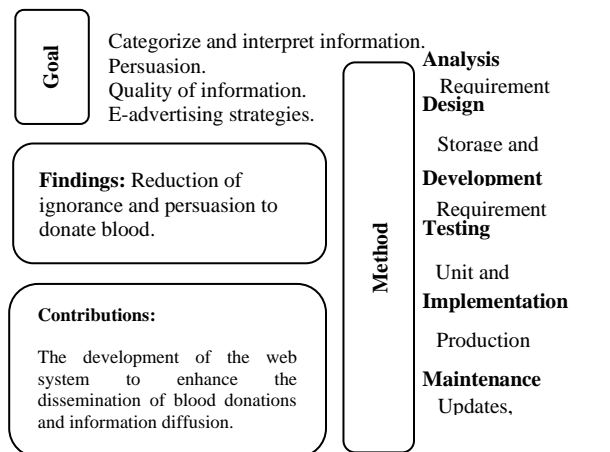 Goal
Categorize and interpret information.
Persuasion.
Quality of information.
E-advertising strategies.
Findings: Reduction of
ignorance and persuasion to
donate blood.
Contributions:
The development of the web
system to enhance the
dissemination of blood donations
and information diffusion.
Method
Analysis
Requirement
Design
Storage and
Development
Requirement
Testing
Unit and
Implementation
Production
Maintenance
Updates,